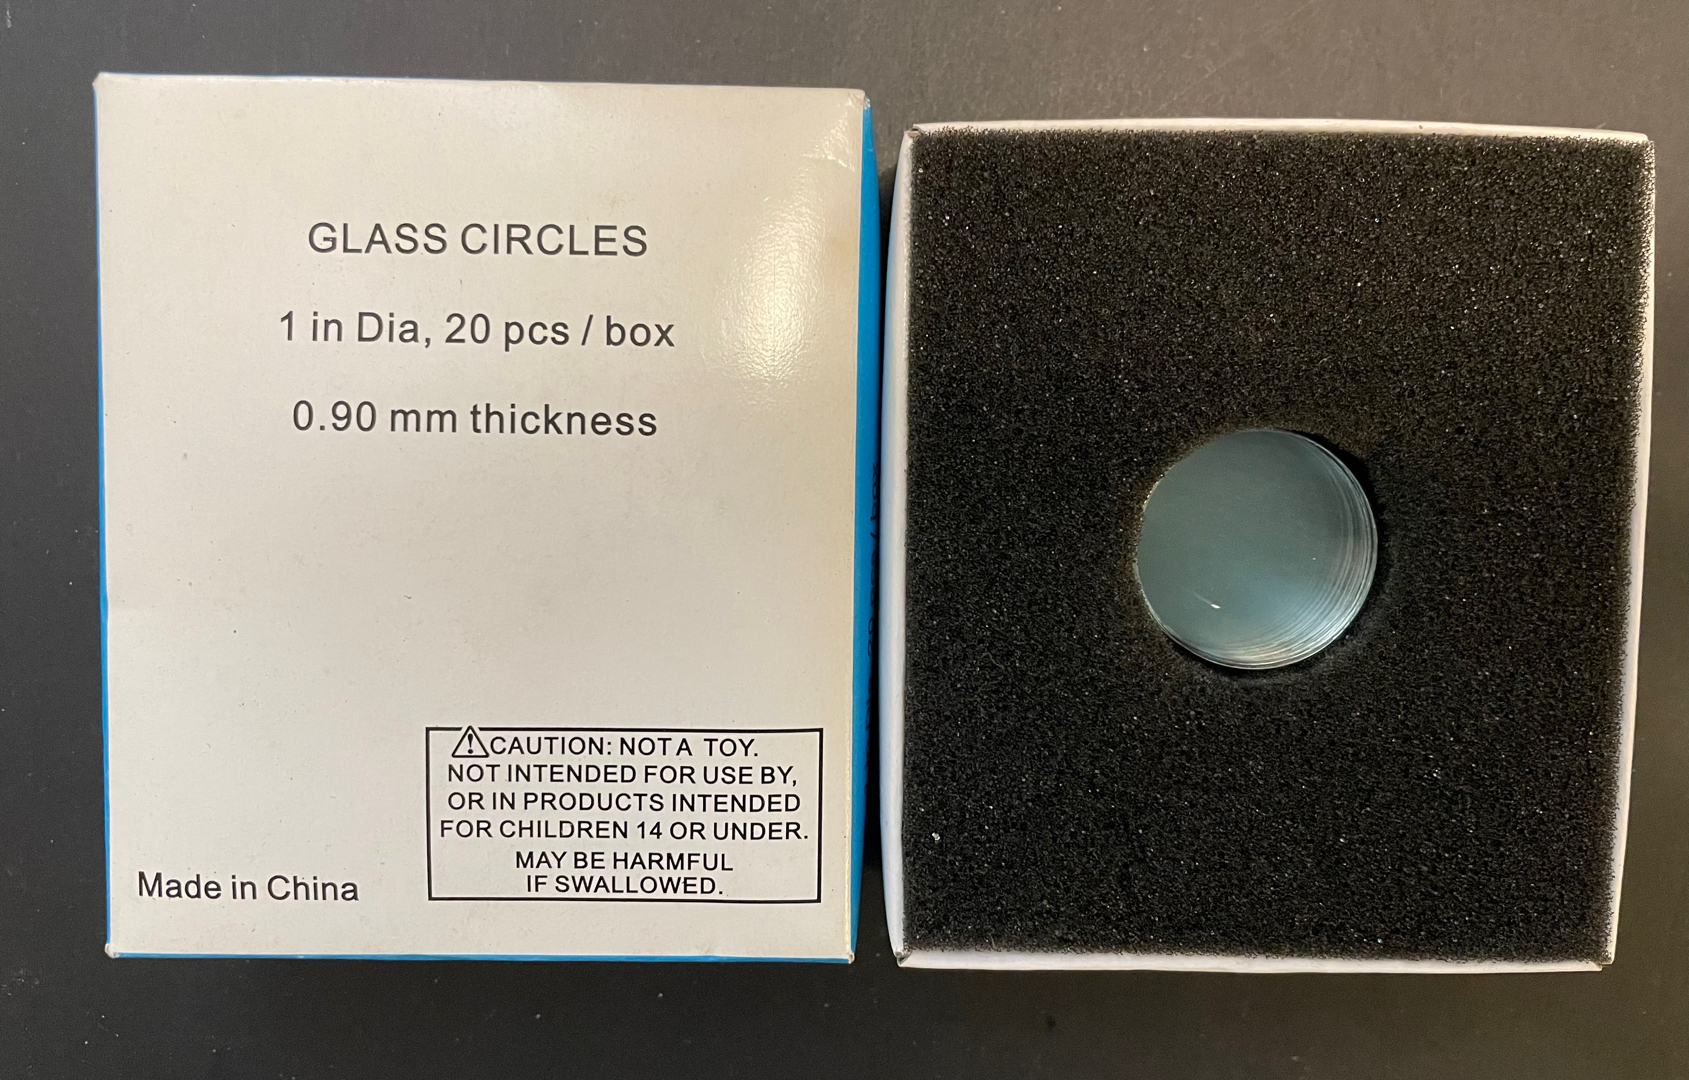 GLASS CIRCLES
1 in Dia, 20 pcs / box
0.90 mm thickness
CAUTION: NOT A TOY.
NOT INTENDED FOR USE BY,
OR IN PRODUCTS INTENDED
FOR CHILDREN 14 OR UNDER.
MAY BE HARMFUL
IF SWALLOWED.
Made in China